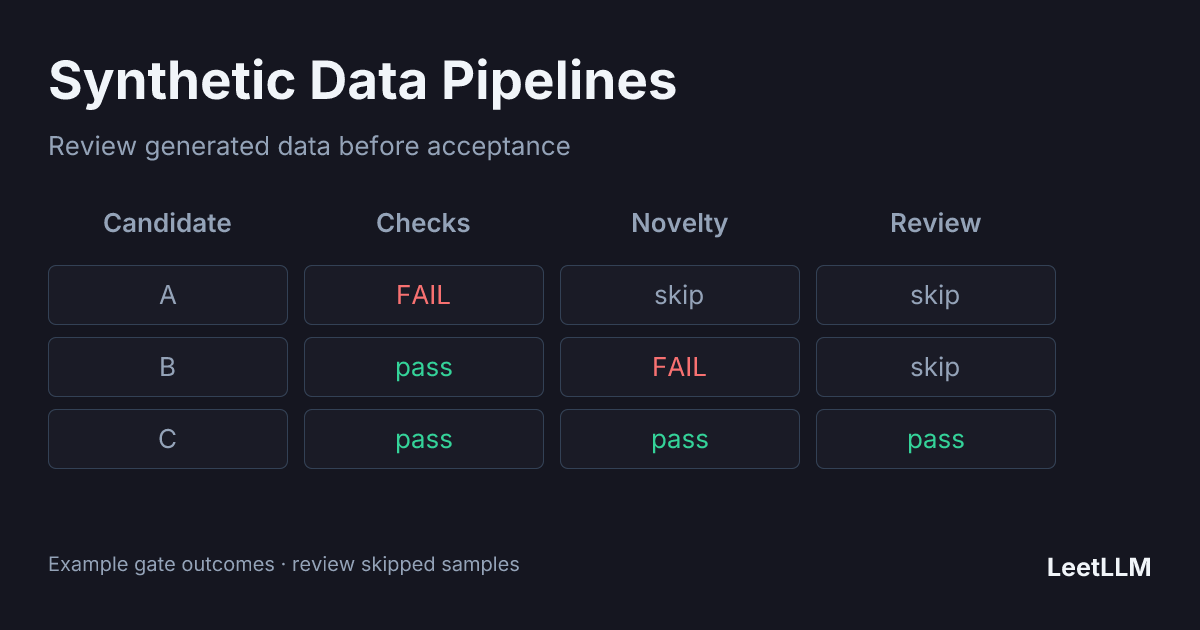 Synthetic Data Pipelines
Review generated data before acceptance
Candidate Checks Novelty Review
A FAIL skip skip
B pass FAIL skip
C pass pass pass
Example gate outcomes · review skipped samples
LeetLLM